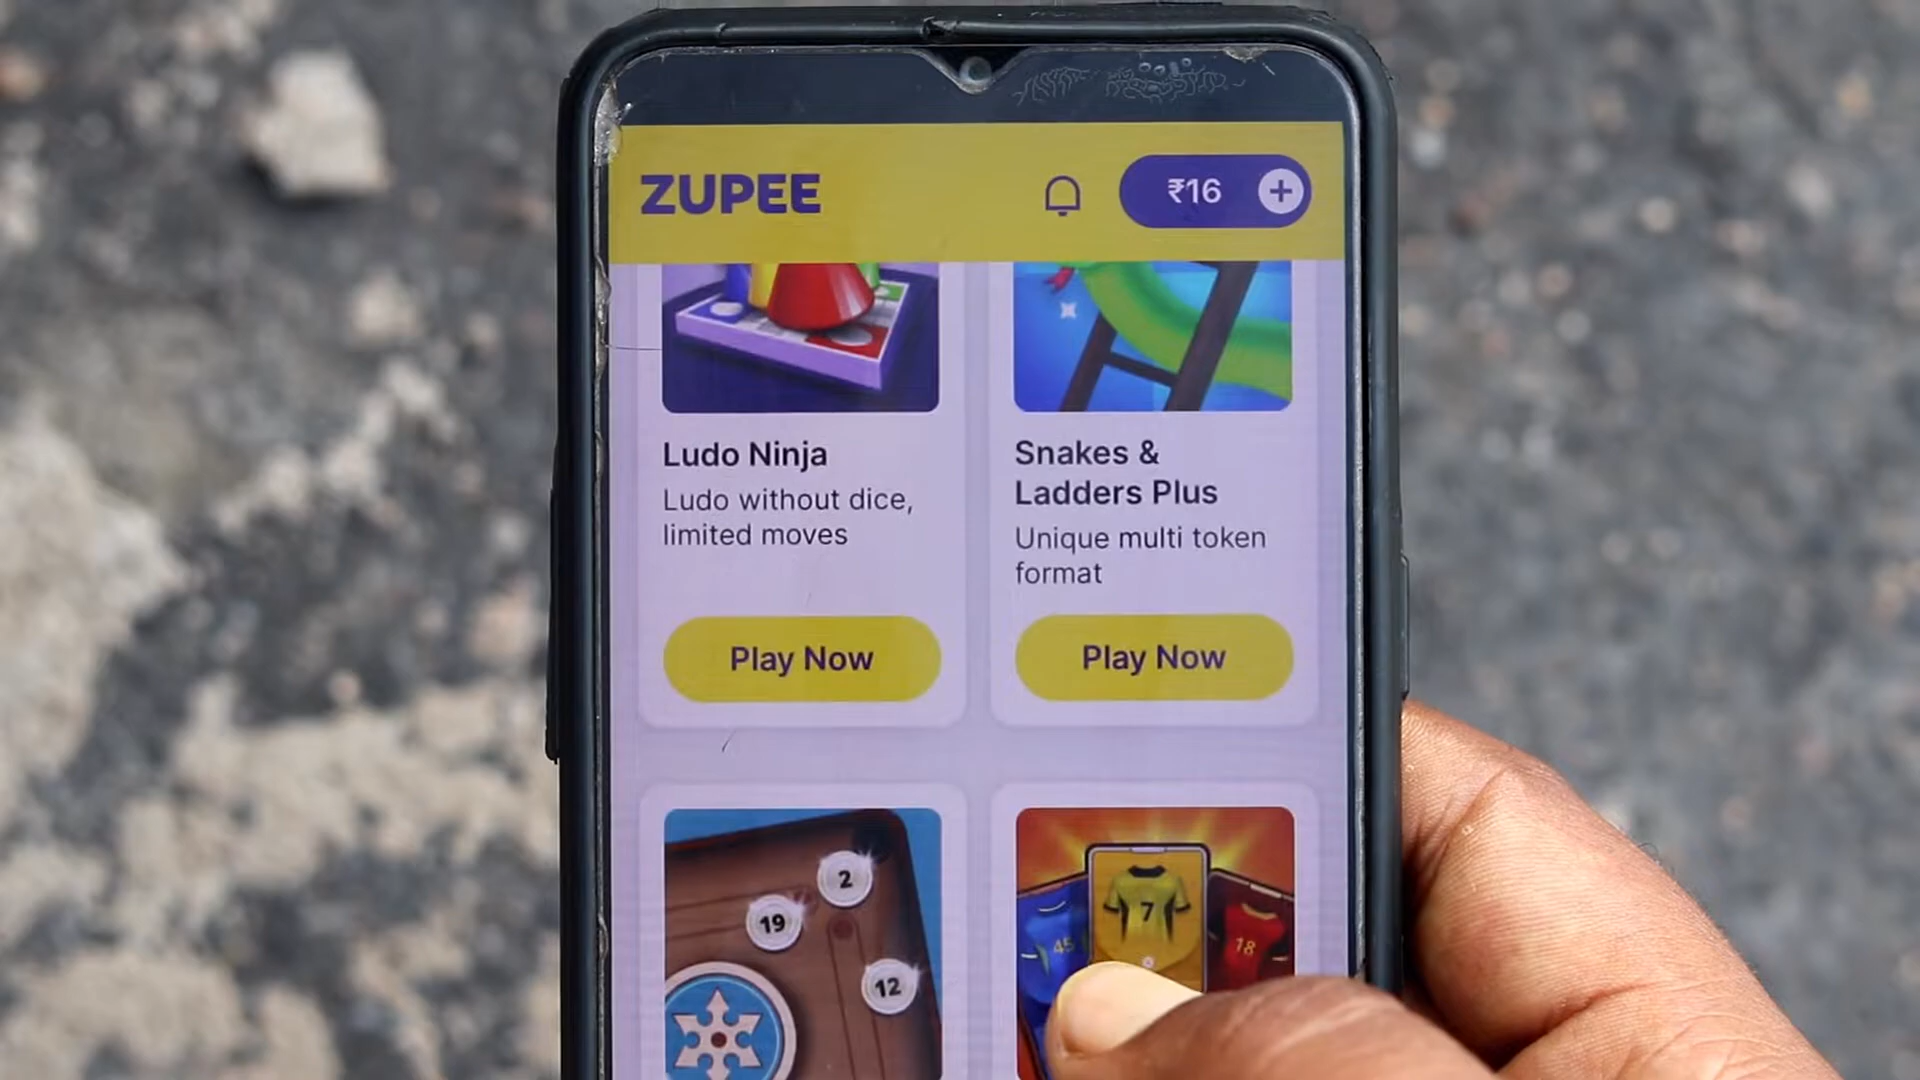 ZUPEE
₹16
Ludo Ninja
Ludo without dice,
limited moves
Play Now
Snakes &
Ladders Plus
Unique multi token
format
Play Now
2
19
12
7
45
18